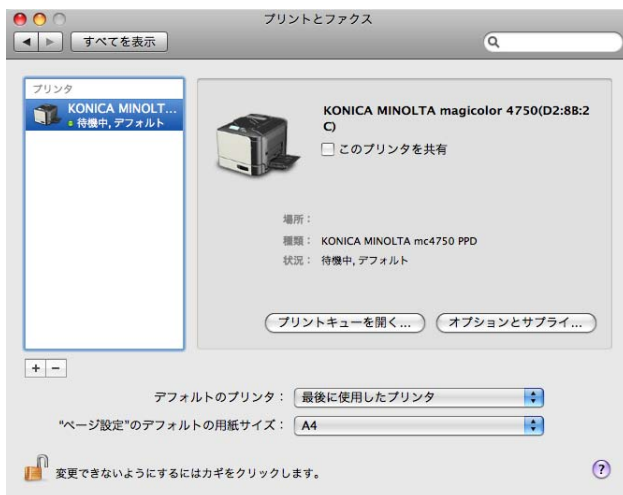 プリントとファクス
すべてを表示
プリンタ
KONICA MINOLT...
待機中, デフォルト
KONICA MINOLTA magicolor 4750(D2:8B:2
C)
このプリンタを共有
場所：
種類： KONICA MINOLTA mc4750 PPD
状況： 待機中, デフォルト
プリントキューを開く...
オプションとサプライ...
+ −
デフォルトのプリンタ： 最後に使用したプリンタ
"ページ設定"のデフォルトの用紙サイズ： A4
変更できないようにするにはカギをクリックします。
?